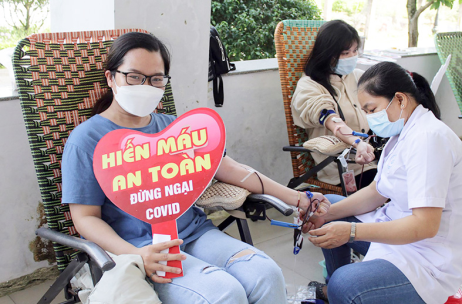 HIẾN MÁU
AN TOÀN
ĐỪNG NGẠI
COVID